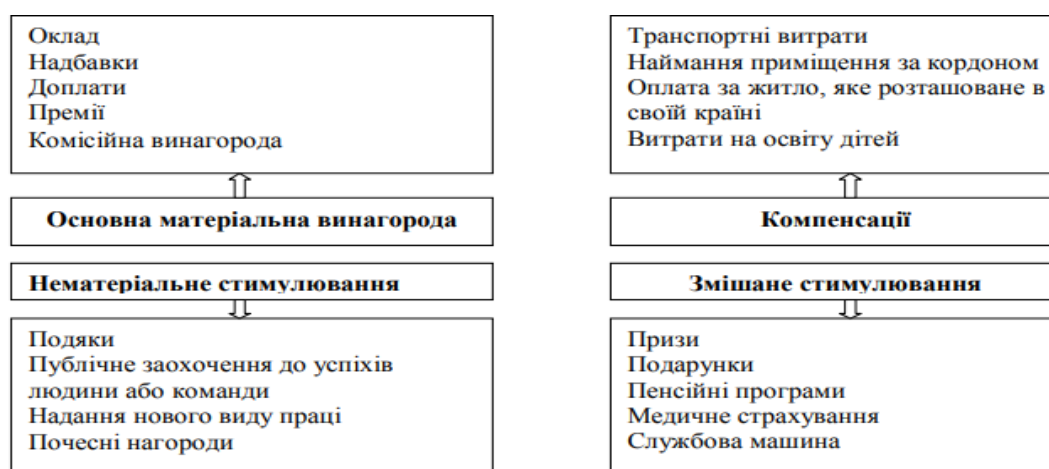 Оклад
Надбавки
Доплати
Премії
Комісійна винагорода
Основна матеріальна винагорода
Нематеріальне стимулювання
Подяки
Публічне заохочення до успіхів
людини або команди
Надання нового виду праці
Почесні нагороди
Транспортні витрати
Наймання приміщення за кордоном
Оплата за житло, яке розташоване в
своїй країні
Витрати на освіту дітей
Компенсації
Змішане стимулювання
Призи
Подарунки
Пенсійні програми
Медичне страхування
Службова машина